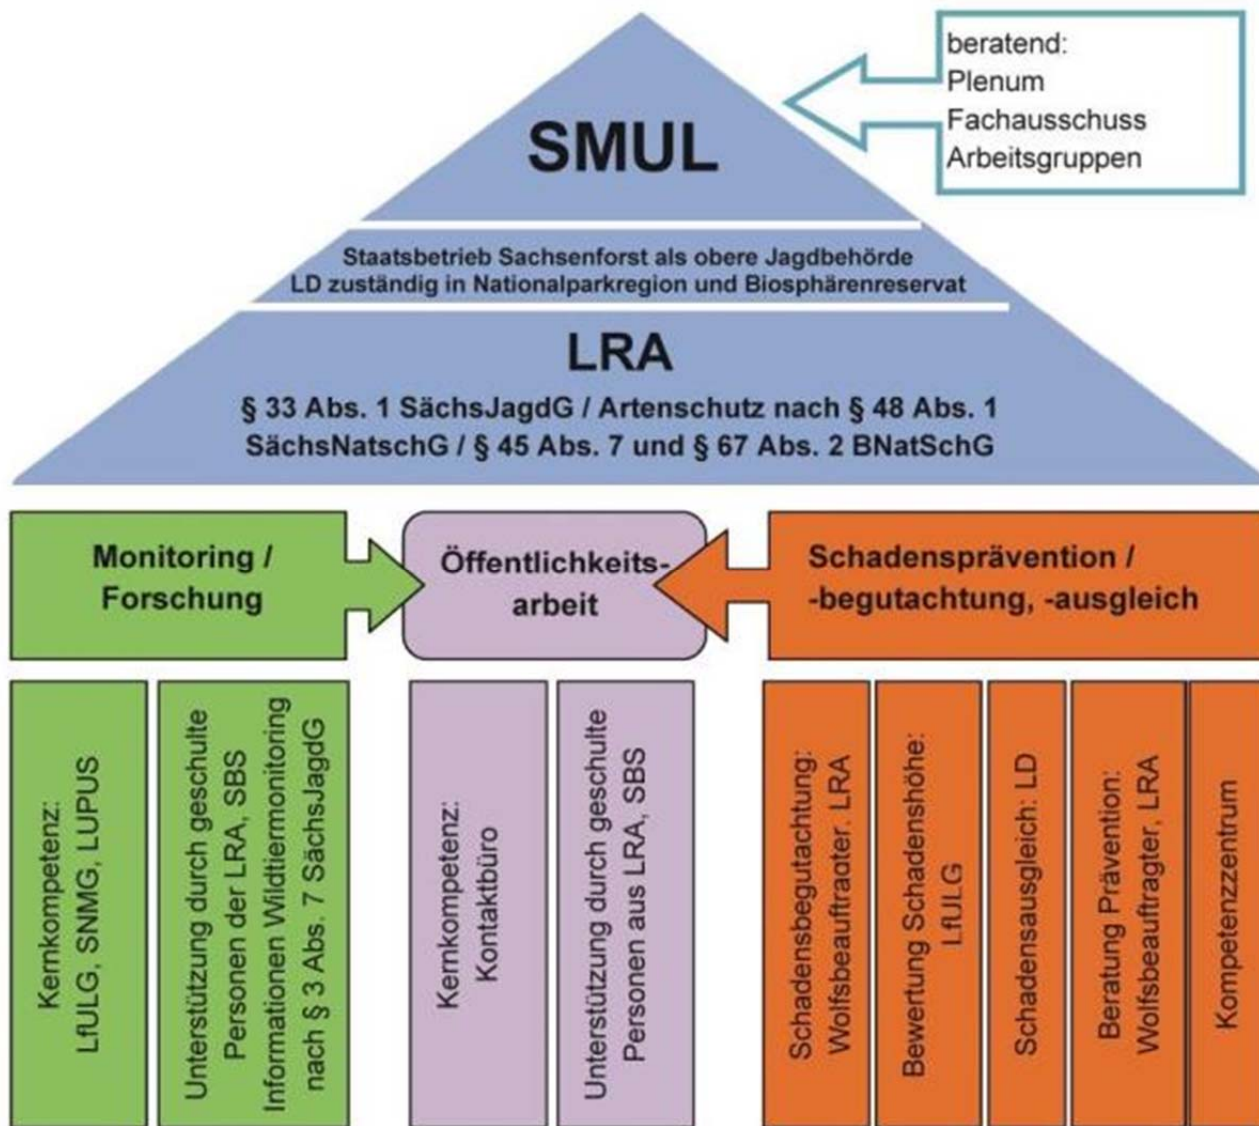 beratend:
Plenum
Fachausschuss
Arbeitsgruppen
SMUL
Staatsbetrieb Sachsenforst als obere Jagdbehörde
LD zuständig in Nationalparkregion und Biosphärenreservat
LRA
§ 33 Abs. 1 SächsJagdG / Artenschutz nach § 48 Abs. 1
SächsNatschG / § 45 Abs. 7 und § 67 Abs. 2 BNatSchG
Monitoring /
Forschung
Öffentlichkeits-
arbeit
Schadensprävention /
-begutachtung, -ausgleich
Kernkompetenz:
LfULG, SNMG, LUPUS
Unterstützung durch geschulte
Personen der LRA, SBS
Informationen Wildtiermonitoring
nach § 3 Abs. 7 SächsJagdG
Kernkompetenz:
Kontaktbüro
Unterstützung durch geschulte
Personen aus LRA, SBS
Schadensbegutachtung:
Wolfsbeauftradter. LRA
Bewertung Schadenshöhe:
LfULG
Schadensausgleich: LD
Beratung Prävention:
Wolfsbeauftragter, LRA
Kompetenzzentrum